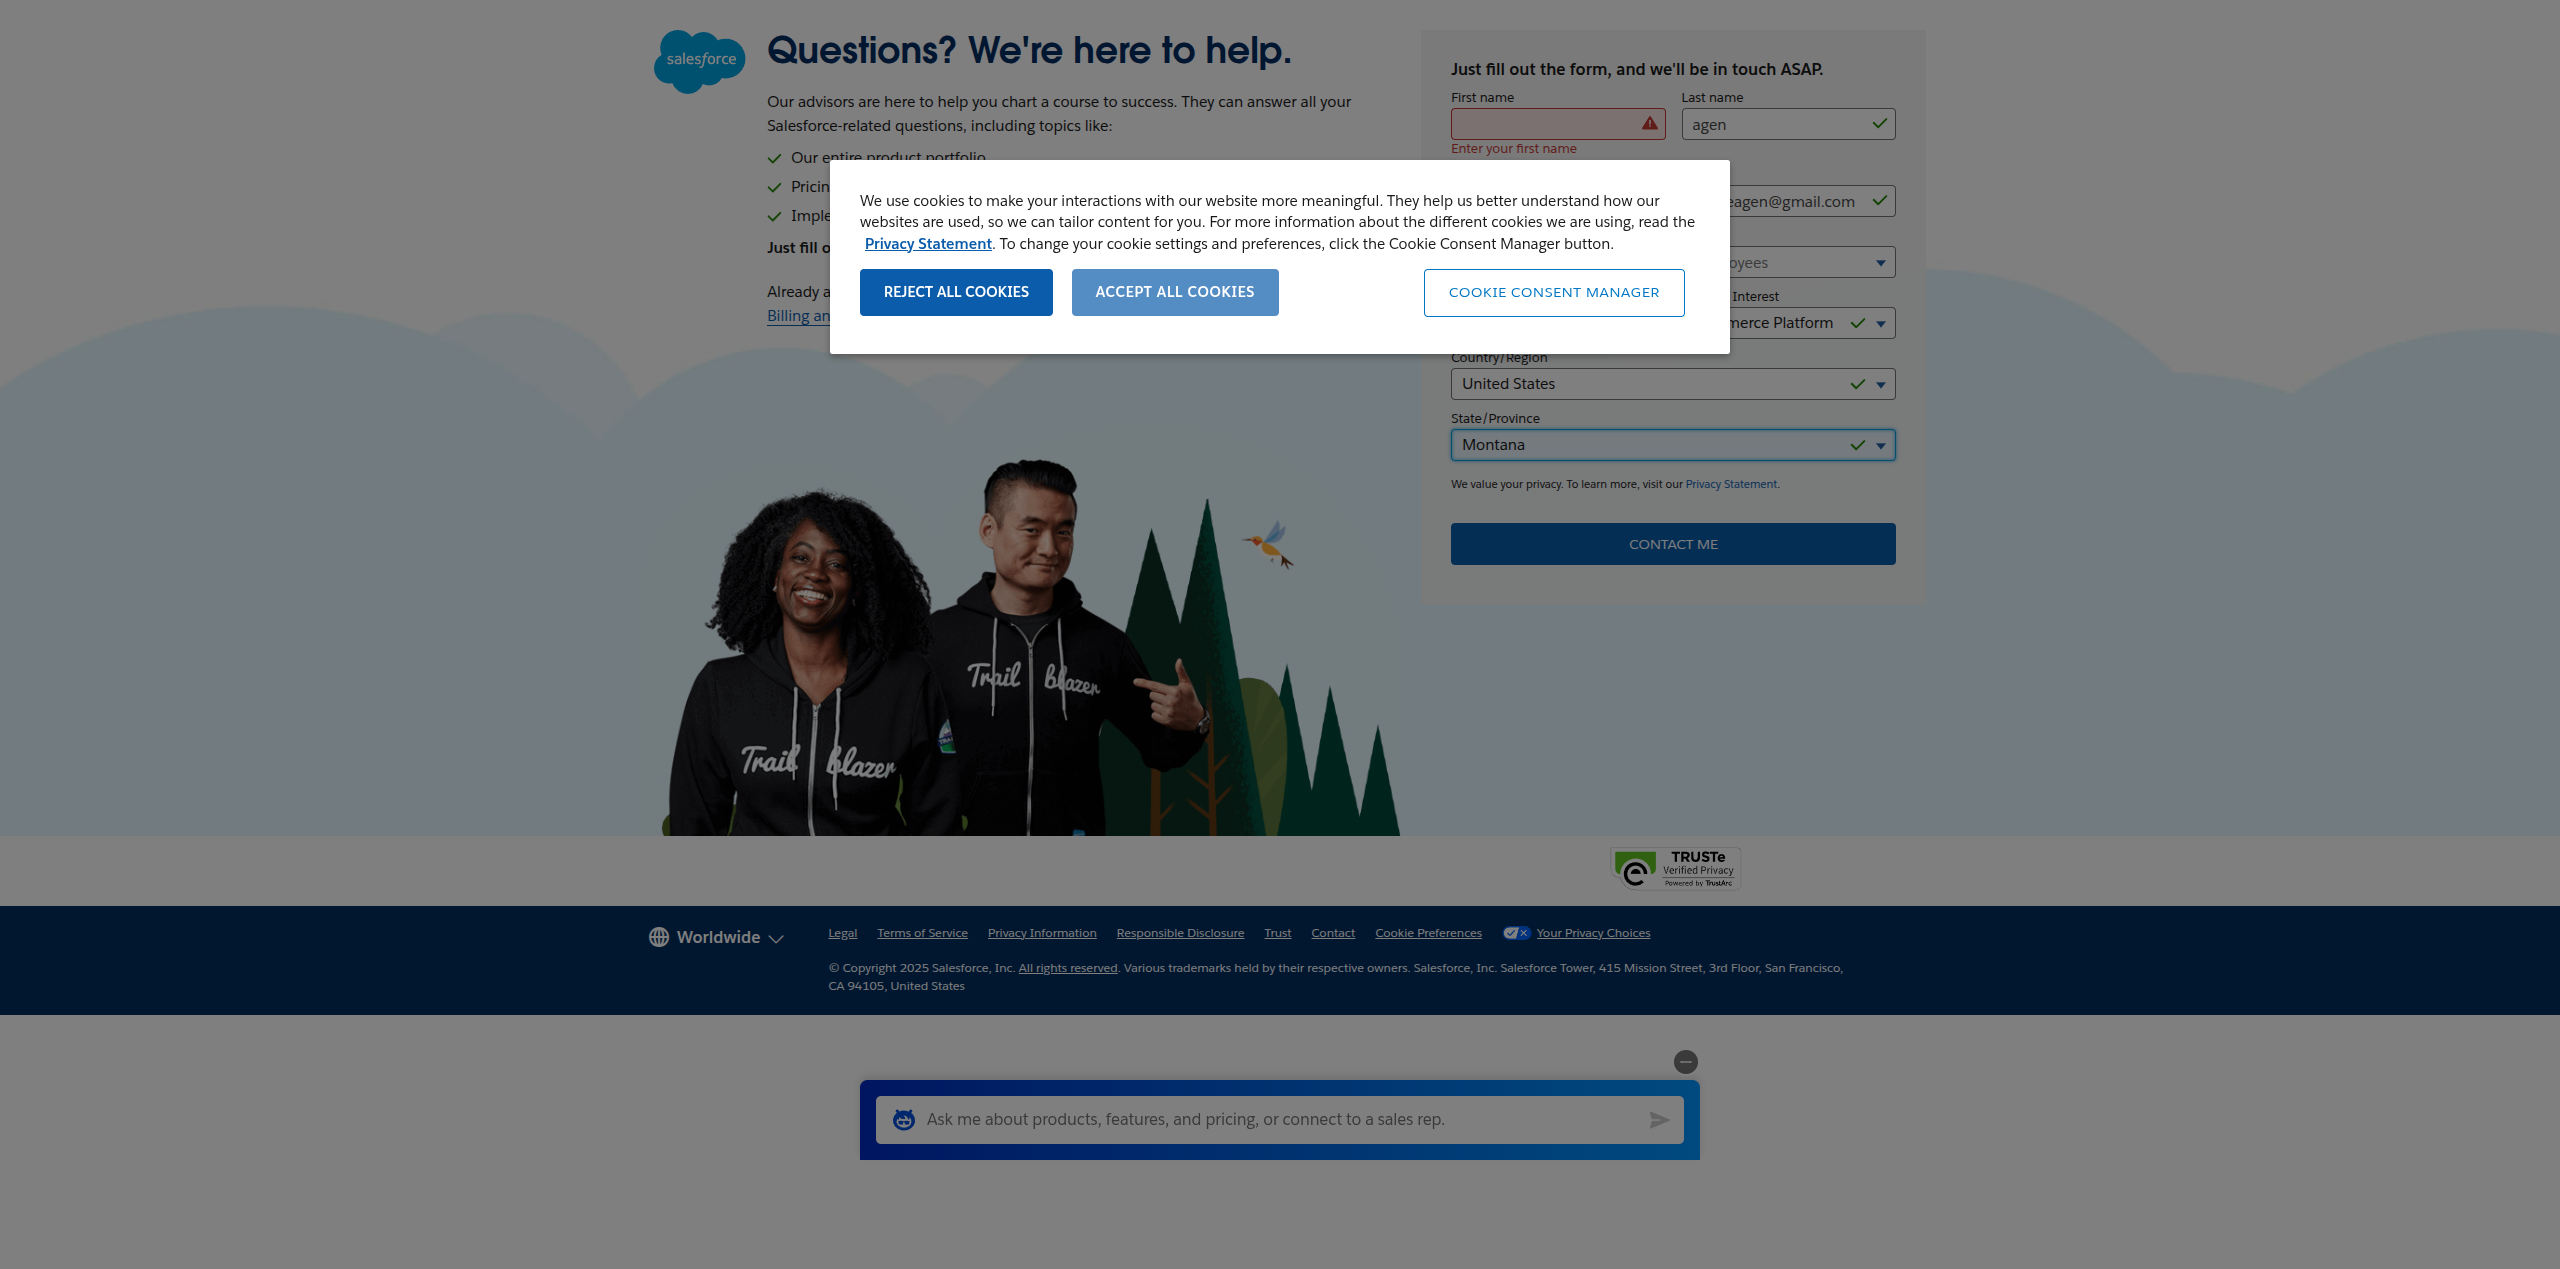 salesforce
Questions? We're here to help.
Our advisors are here to help you chart a course to success. They can answer all your
Salesforce-related questions, including topics like:
Our entire product portfolio
Just fill
Already
Billing
We use cookies to make your interactions with our website more meaningful. They help us better understand how our
websites are used, so we can tailor content for you. For more information about the different cookies we are using, read the
Privacy Statement. To change your cookie settings and preferences, click the Cookie Consent Manager button.
REJECT ALL COOKIES
ACCEPT ALL COOKIES
COOKIE CONSENT MANAGER
Just fill out the form, and we'll be in touch ASAP.
First name
Last name
agen
Enter your first name
eagen@gmail.com
Interest
Platform
Country/Region
United States
State/Province
Montana
We value your privacy. To learn more, visit our Privacy Statement.
CONTACT ME
Trail blazer
Trail blazer
TRUSTe
Verified Privacy
Powered by TrustArc
Worldwide
Legal
Terms of Service
Privacy Information
Responsible Disclosure
Trust
Contact
Cookie Preferences
Your Privacy Choices
© Copyright 2025 Salesforce, Inc. All rights reserved. Various trademarks held by their respective owners. Salesforce, Inc. Salesforce Tower, 415 Mission Street, 3rd Floor, San Francisco,
CA 94105, United States
Ask me about products, features, and pricing, or connect to a sales rep.